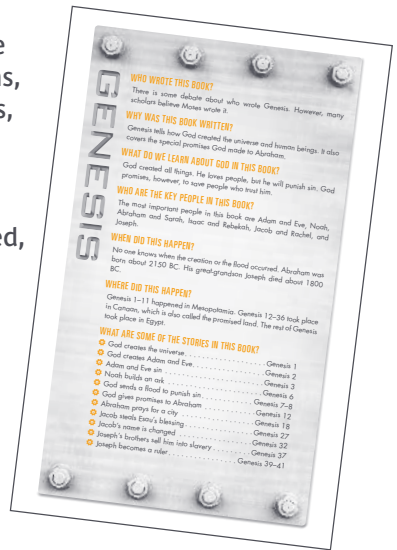 e
ns,
s,
ed,
GENESIS
WHO WROTE THIS BOOK?
There is some debate about who wrote Genesis. However, many
scholars believe Moses wrote it.
WHY WAS THIS BOOK WRITTEN?
Genesis tells how God created the universe and human beings. It also
covers the special promises God made to Abraham.
WHAT DO WE LEARN ABOUT GOD IN THIS BOOK?
God created all things. He loves people, but he will punish sin. God
promises, however, to save people who trust him.
WHO ARE THE KEY PEOPLE IN THIS BOOK?
The most important people in this book are Adam and Eve, Noah,
Abraham and Sarah, Isaac and Rebekah, Jacob and Rachel, and
Joseph.
WHEN DID THIS HAPPEN?
No one knows when the creation or the flood occurred. Abraham was
born about 2150 BC. His great-grandson Joseph died about 1800
BC.
WHERE DID THIS HAPPEN?
Genesis 1–11 happened in Mesopotamia. Genesis 12–36 took place
in Canaan, which is also called the promised land. The rest of Genesis
took place in Egypt.
WHAT ARE SOME OF THE STORIES IN THIS BOOK?
God creates the universe. . . . . . . . . . . . . . . . . . . . . . Genesis 1
God creates Adam and Eve. . . . . . . . . . . . . . . . . . . . Genesis 2
Adam and Eve sin . . . . . . . . . . . . . . . . . . . . . . . . . . Genesis 3
Noah builds an ark . . . . . . . . . . . . . . . . . . . . . . . . . Genesis 6
God sends a flood to punish sin . . . . . . . . . . . . . . . . Genesis 7–8
God gives promises to Abraham . . . . . . . . . . . . . . . Genesis 12
Abraham prays for a city . . . . . . . . . . . . . . . . . . . . . Genesis 18
Jacob steals Esau's blessing . . . . . . . . . . . . . . . . . . . Genesis 27
Jacob's name is changed . . . . . . . . . . . . . . . . . . . . . Genesis 32
Joseph's brothers sell him into slavery . . . . . . . . . . . Genesis 37
Joseph becomes a ruler. . . . . . . . . . . . . . . . . . . . Genesis 39–41